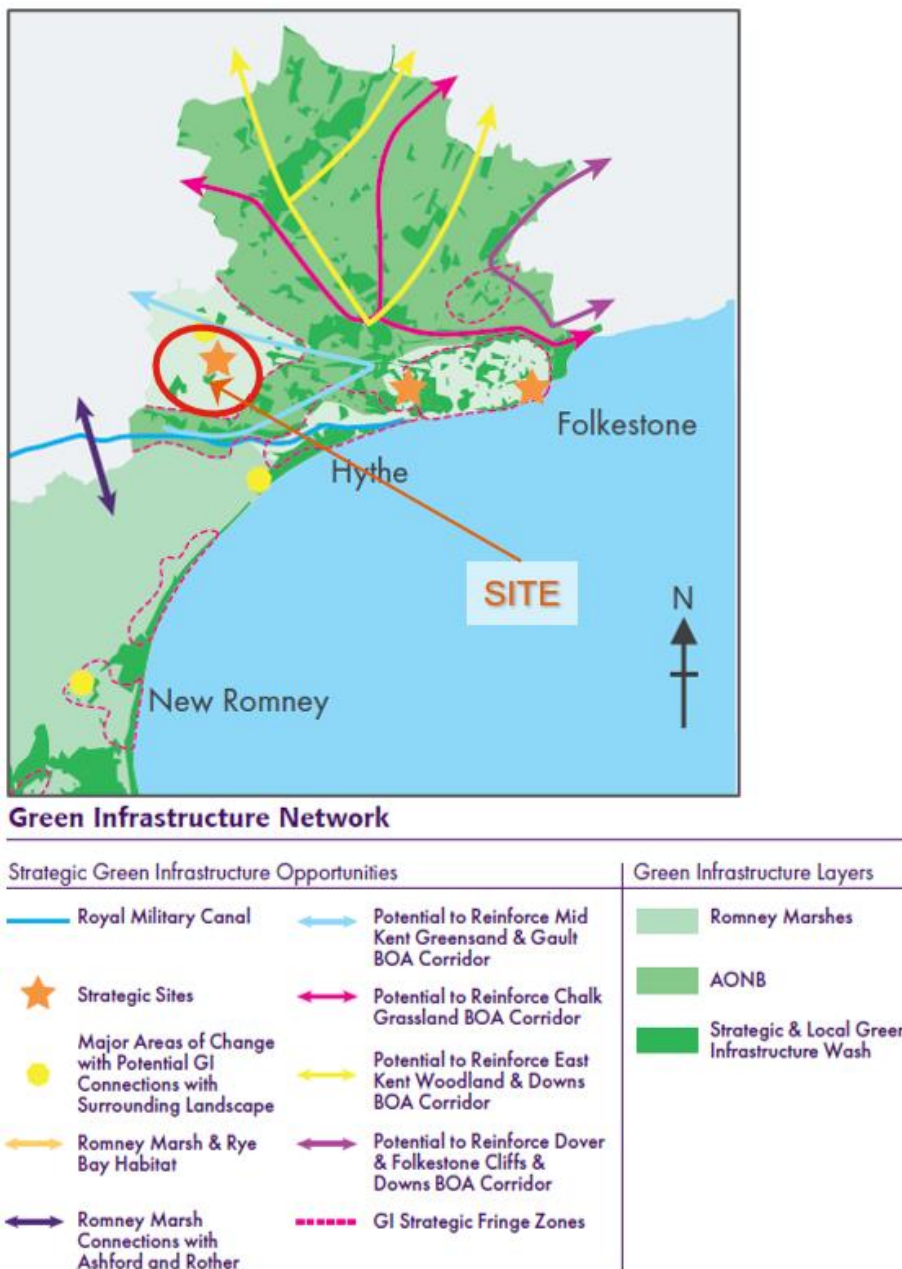 Folkestone
Hythe
SITE
N
New Romney
Green Infrastructure Network
Strategic Green Infrastructure Opportunities
Royal Military Canal
Strategic Sites
Major Areas of Change
with Potential GI
Connections with
Surrounding Landscape
Romney Marsh & Rye
Bay Habitat
Romney Marsh
Connections with
Ashford and Rother
Potential to Reinforce Mid
Kent Greensand & Gault
BOA Corridor
Potential to Reinforce Chalk
Grassland BOA Corridor
Potential to Reinforce East
Kent Woodland & Downs
BOA Corridor
Potential to Reinforce Dover
& Folkestone Cliffs &
Downs BOA Corridor
GI Strategic Fringe Zones
Green Infrastructure Layers
Romney Marshes
AONB
Strategic & Local Green
Infrastructure Wash